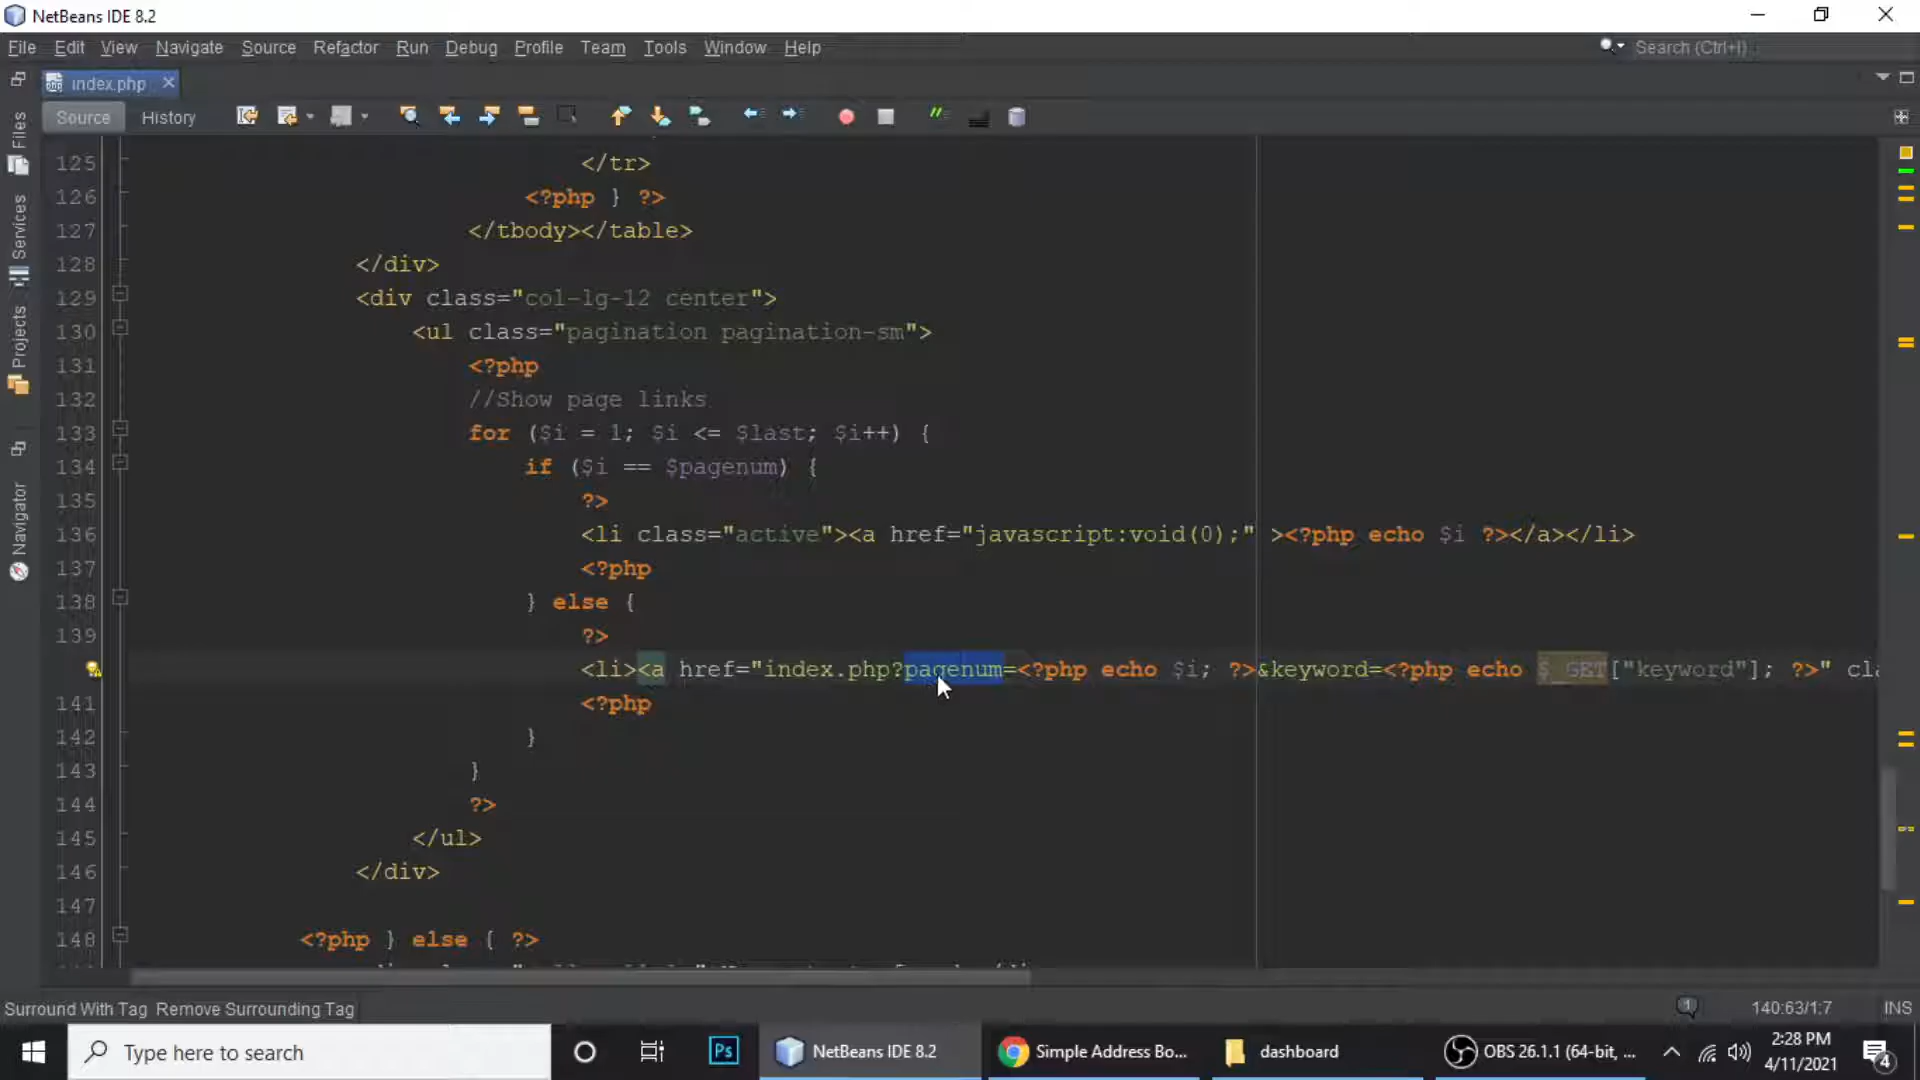 NetBeans IDE 8.2
File Edit View Navigate Source Refactor Run Debug Profile Team Tools Window Help
Search (Ctrl+I)
index.php
Source History
Files
Services
Projects
Navigator
125 </tr>
126 <?php } ?>
127 </tbody></table>
128 </div>
129 <div class="col-lg-12 center">
130 <ul class="pagination pagination-sm">
131 <?php
132 //Show page links
133 for ($i = 1; $i <= $last; $i++) {
134 if ($i == $pagenum) {
135 ?>
136 <li class="active"><a href="javascript:void(0);" ><?php echo $i ?></a></li>
137 <?php
138 } else {
139 ?>
<li><a href="index.php?pagenum=<?php echo $i; ?>&keyword=<?php echo $_GET["keyword"]; ?>" cla
141 <?php
142 }
143 }
144 ?>
145 </ul>
146 </div>
147
148 <?php } else { ?>
Surround With Tag Remove Surrounding Tag
1
140:63/1:7 INS
Type here to search
Ps
NetBeans IDE 8.2
Simple Address Bo...
dashboard
OBS 26.1.1 (64-bit, ...
2:28 PM
4/11/2021
4